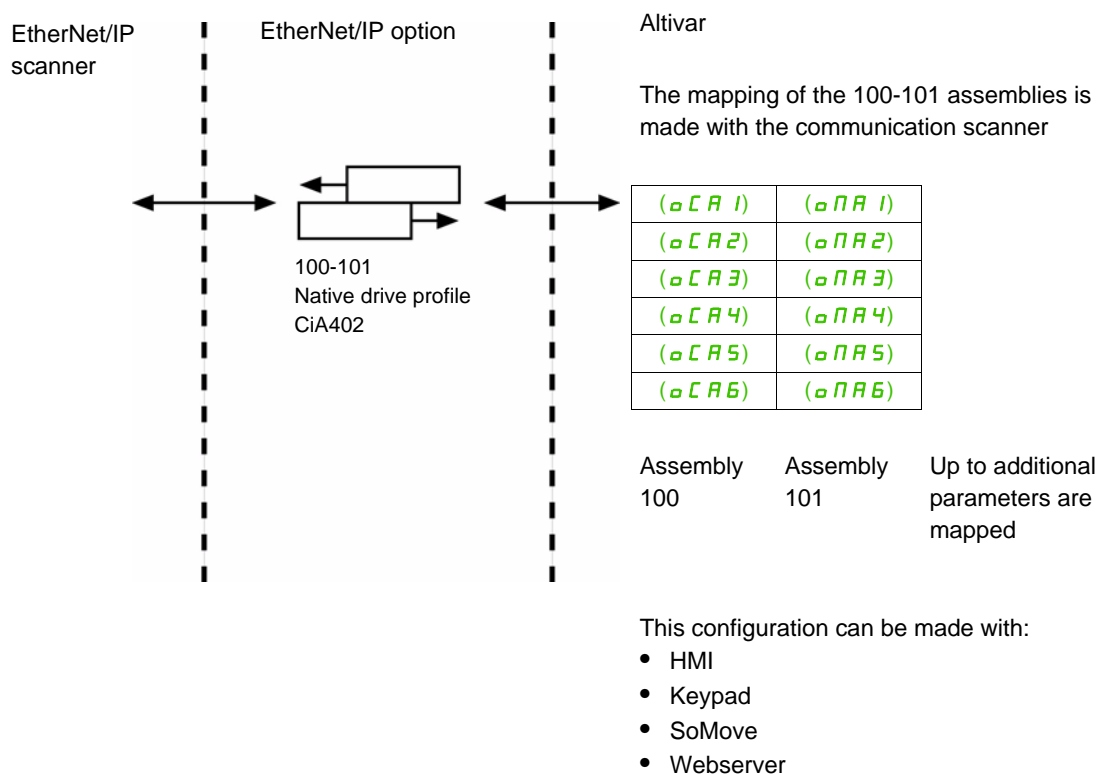 EtherNet/IP
scanner
EtherNet/IP option
Altivar
The mapping of the 100-101 assemblies is
made with the communication scanner
100-101
Native drive profile
CiA402
(oCA1) (oMA1)
(oCA2) (oMA2)
(oCA3) (oMA3)
(oCA4) (oMA4)
(oCA5) (oMA5)
(oCA6) (oMA6)
Assembly
100
Assembly
101
Up to additional
parameters are
mapped
This configuration can be made with:
• HMI
• Keypad
• SoMove
• Webserver